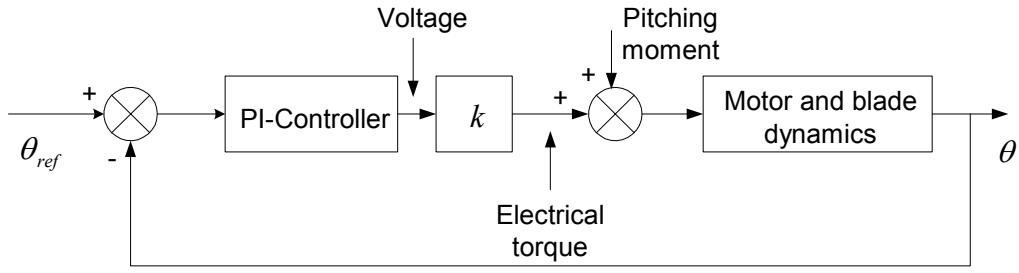 Voltage
Pitching
moment
+
+
+
PI-Controller
k
Motor and blade
dynamics
θref
-
θ
Electrical
torque